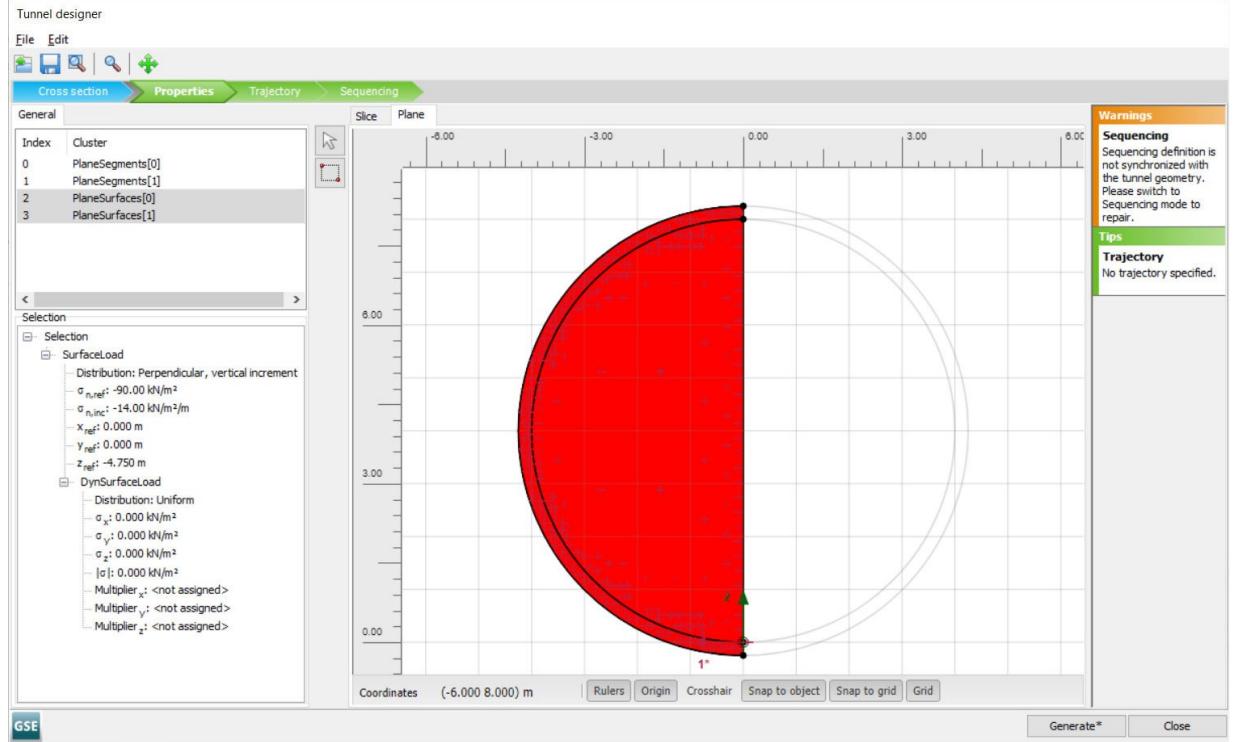 Tunnel designer
File Edit
Cross section Properties Trajectory Sequencing
General
Index Cluster
0 PlaneSegments[0]
1 PlaneSegments[1]
2 PlaneSurfaces[0]
3 PlaneSurfaces[1]
Selection
Selection
SurfaceLoad
Distribution: Perpendicular, vertical increment
σn,ref: -90.00 kN/m²
σn,inc: -14.00 kN/m²/m
xref: 0.000 m
yref: 0.000 m
zref: -4.750 m
DynSurfaceLoad
Distribution: Uniform
σx: 0.000 kN/m²
σy: 0.000 kN/m²
σz: 0.000 kN/m²
|σ|: 0.000 kN/m²
Multiplierx: <not assigned>
Multipliery: <not assigned>
Multiplierz: <not assigned>
Slice Plane
-6.00 -3.00 0.00 3.00 6.00
6.00
3.00
0.00
z
1*
Coordinates (-6.000 8.000) m Rulers Origin Crosshair Snap to object Snap to grid Grid
Warnings
Sequencing
Sequencing definition is
not synchronized with
the tunnel geometry.
Please switch to
Sequencing mode to
repair.
Tips
Trajectory
No trajectory specified.
GSE
Generate* Close